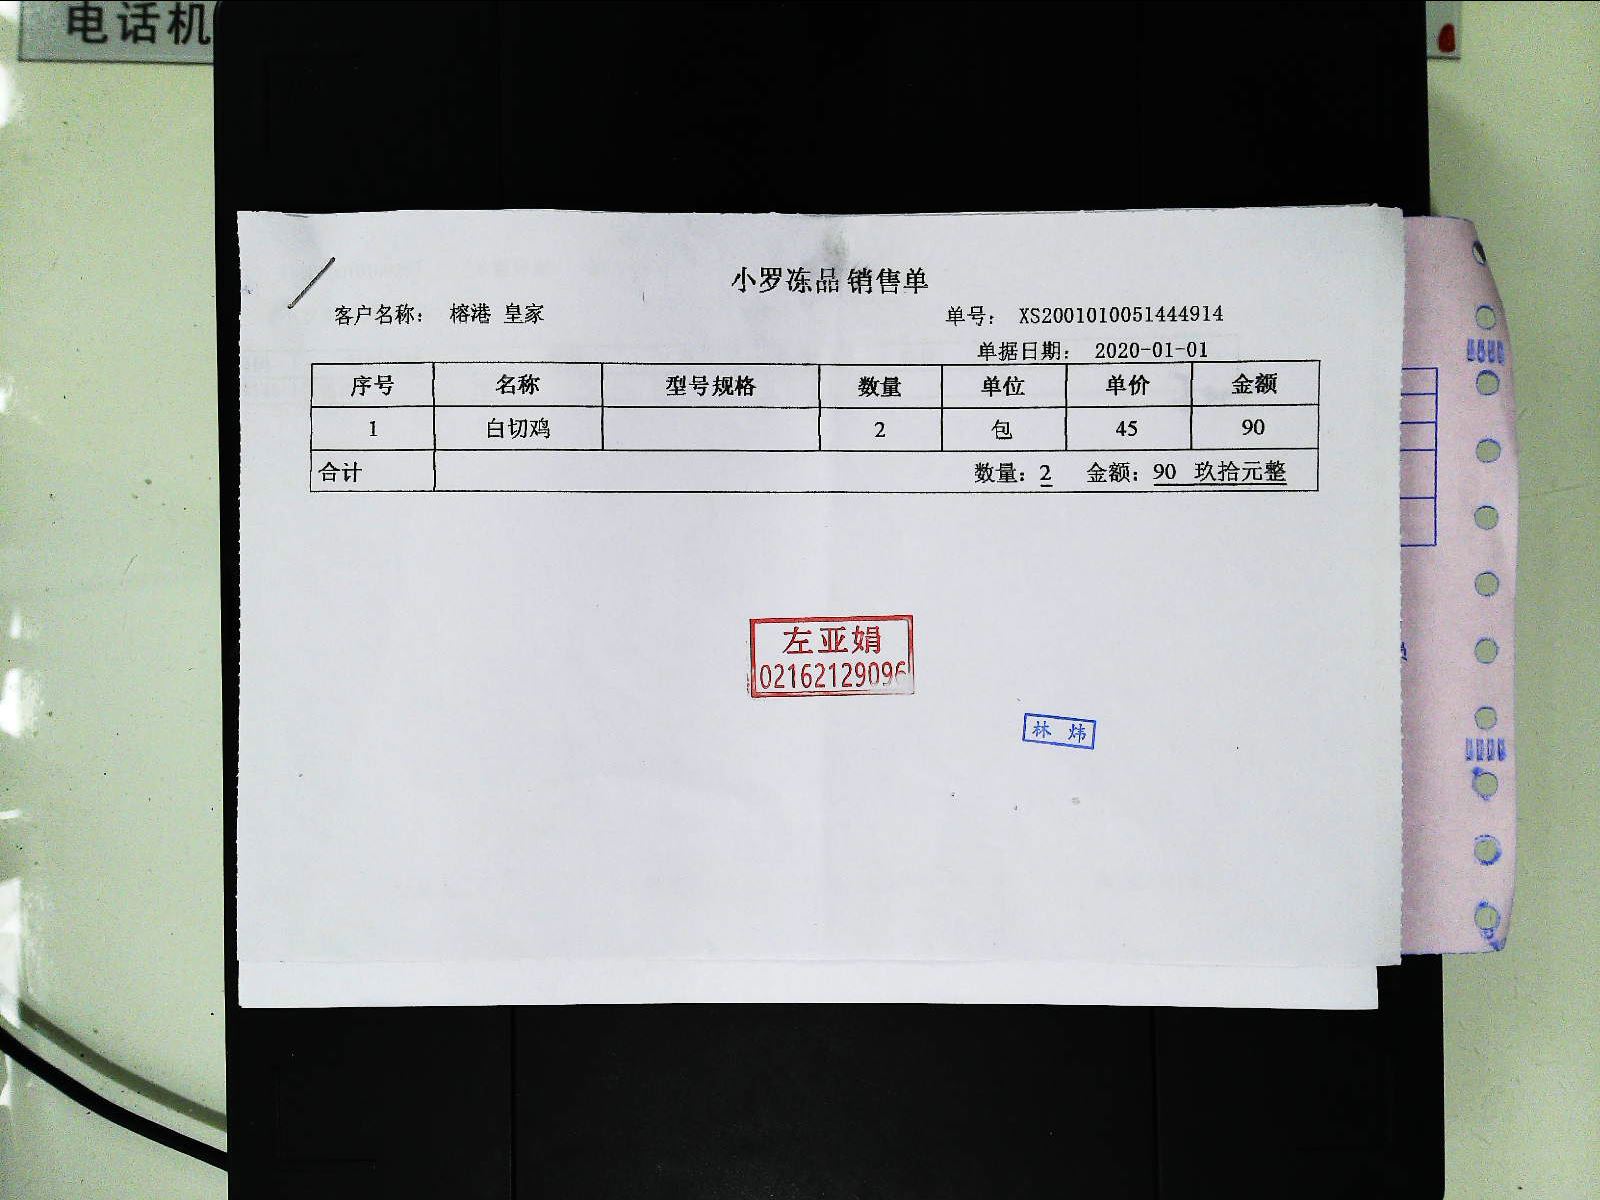 电话机
小罗冻品 销售单
客户名称： 榕港 皇家 单号： XS2001010051444914
单据日期： 2020-01-01
序号 名称 型号规格 数量 单位 单价 金额
1 白切鸡 2 包 45 90
合计 数量：2 金额：90 玖拾元整
左亚娟
02162129096
林 炜